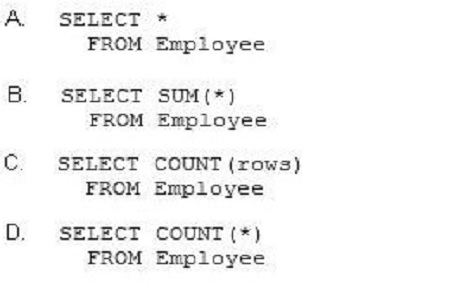 A. SELECT *
FROM Employee
B. SELECT SUM(*)
FROM Employee
C. SELECT COUNT(rows)
FROM Employee
D. SELECT COUNT(*)
FROM Employee